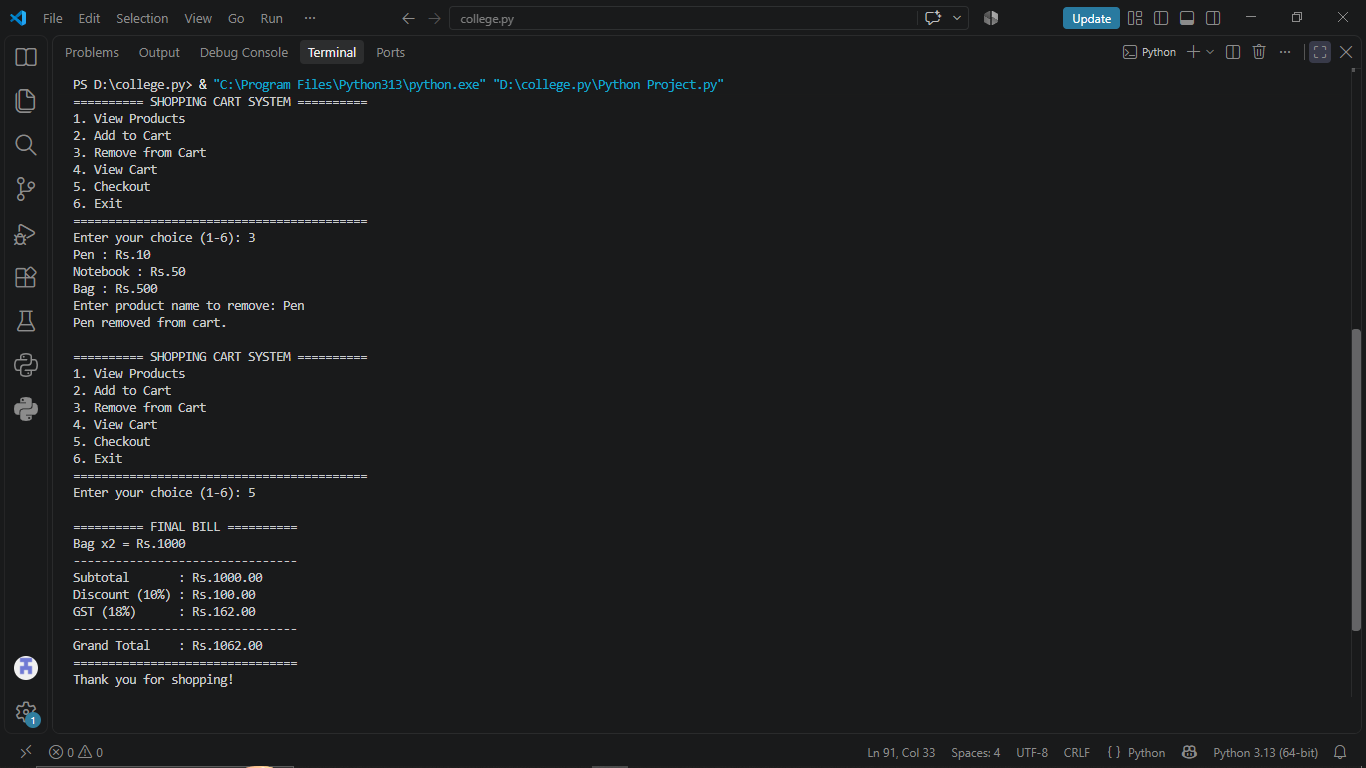 File Edit Selection View Go Run ··· college.py Update
Problems Output Debug Console Terminal Ports Python
PS D:\college.py> & "C:\Program Files\Python313\python.exe" "D:\college.py\Python Project.py"
========== SHOPPING CART SYSTEM ==========
1. View Products
2. Add to Cart
3. Remove from Cart
4. View Cart
5. Checkout
6. Exit
==========================================
Enter your choice (1-6): 3
Pen : Rs.10
Notebook : Rs.50
Bag : Rs.500
Enter product name to remove: Pen
Pen removed from cart.
========== SHOPPING CART SYSTEM ==========
1. View Products
2. Add to Cart
3. Remove from Cart
4. View Cart
5. Checkout
6. Exit
==========================================
Enter your choice (1-6): 5
========== FINAL BILL ==========
Bag x2 = Rs.1000
--------------------------------
Subtotal       : Rs.1000.00
Discount (10%) : Rs.100.00
GST (18%)      : Rs.162.00
--------------------------------
Grand Total    : Rs.1062.00
================================
Thank you for shopping!
1
0 0 Ln 91, Col 33 Spaces: 4 UTF-8 CRLF { } Python Python 3.13 (64-bit)